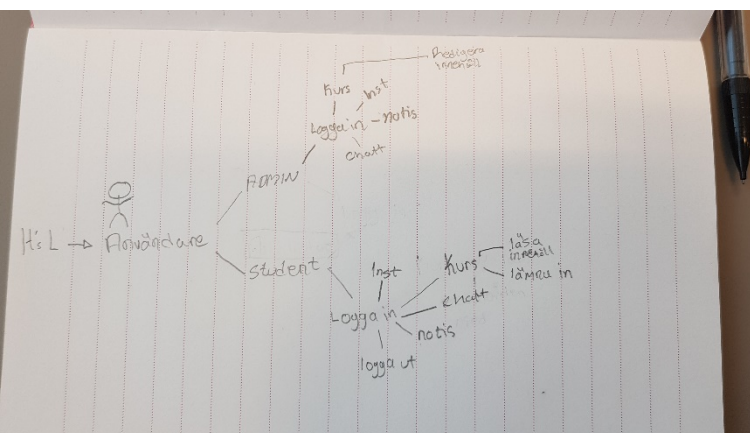 Redigera
innehåll
Kurs
Inst
Logga in - notis
chatt
ADMIN
H:s L → Användare
Student
Inst
Kurs
läsa
innehåll
lämna in
chatt
Logga in
notis
logga ut